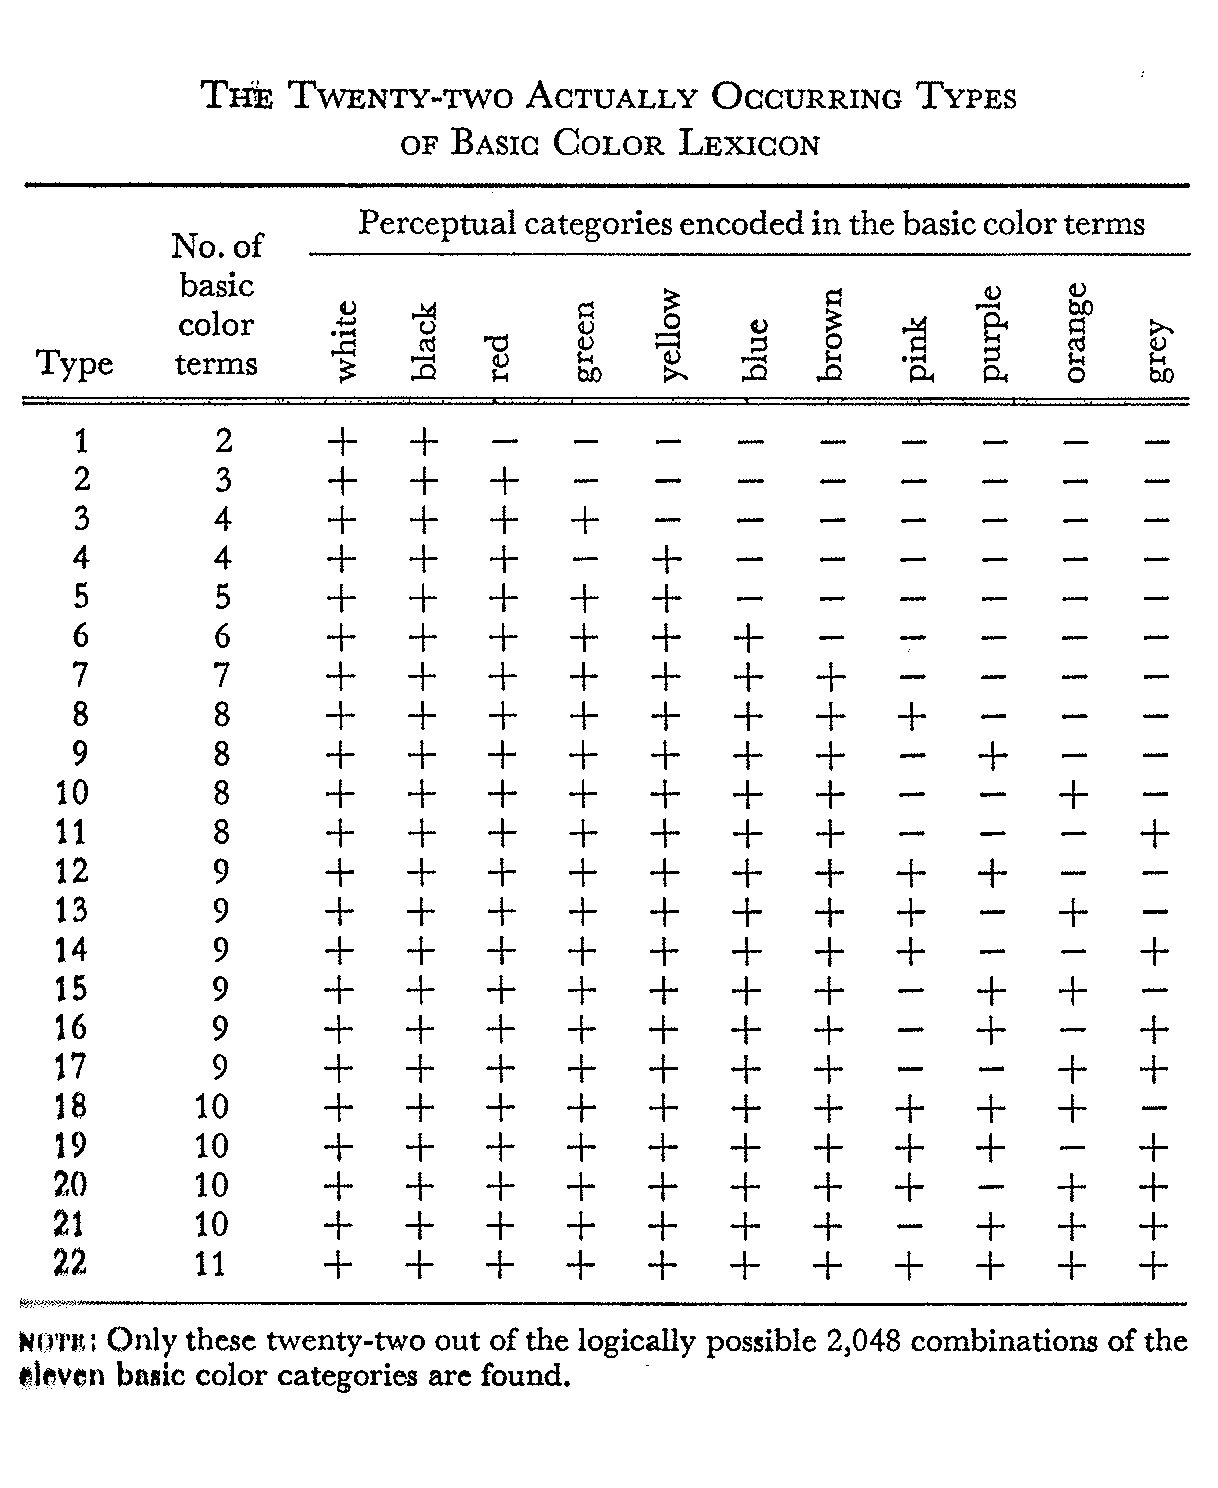 THE TWENTY-TWO ACTUALLY OCCURRING TYPES
OF BASIC COLOR LEXICON
Perceptual categories encoded in the basic color terms
Type No. of basic color terms white black red green yellow blue brown pink purple orange grey
1 2 + + − − − − − − − − −
2 3 + + + − − − − − − − −
3 4 + + + + − − − − − − −
4 4 + + + − + − − − − − −
5 5 + + + + + − − − − − −
6 6 + + + + + + − − − − −
7 7 + + + + + + + − − − −
8 8 + + + + + + + + − − −
9 8 + + + + + + + − + − −
10 8 + + + + + + + − − + −
11 8 + + + + + + + − − − +
12 9 + + + + + + + + + − −
13 9 + + + + + + + + − + −
14 9 + + + + + + + + − − +
15 9 + + + + + + + − + + −
16 9 + + + + + + + − + − +
17 9 + + + + + + + − − + +
18 10 + + + + + + + + + + −
19 10 + + + + + + + + + − +
20 10 + + + + + + + + − + +
21 10 + + + + + + + − + + +
22 11 + + + + + + + + + + +
NOTE: Only these twenty-two out of the logically possible 2,048 combinations of the
eleven basic color categories are found.